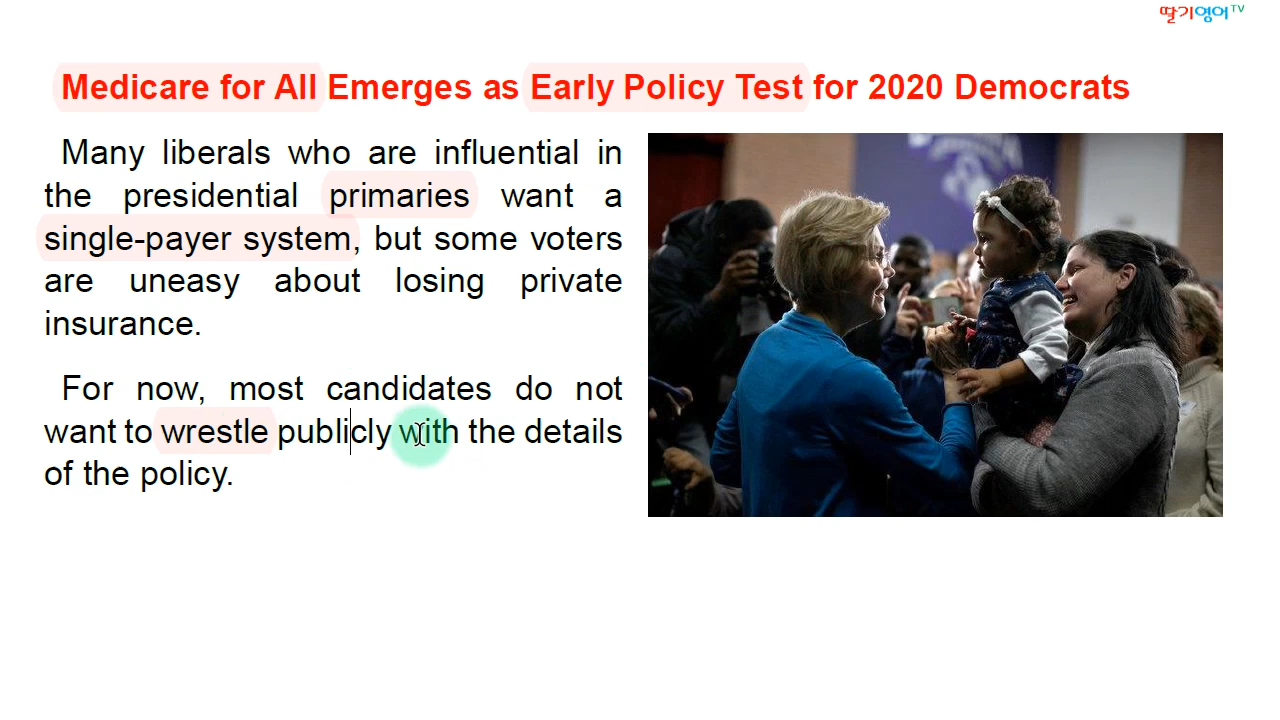 딸기영어TV
Medicare for All Emerges as Early Policy Test for 2020 Democrats
Many liberals who are influential in
the presidential primaries want a
single-payer system, but some voters
are uneasy about losing private
insurance.
For now, most candidates do not
want to wrestle publicly with the details
of the policy.